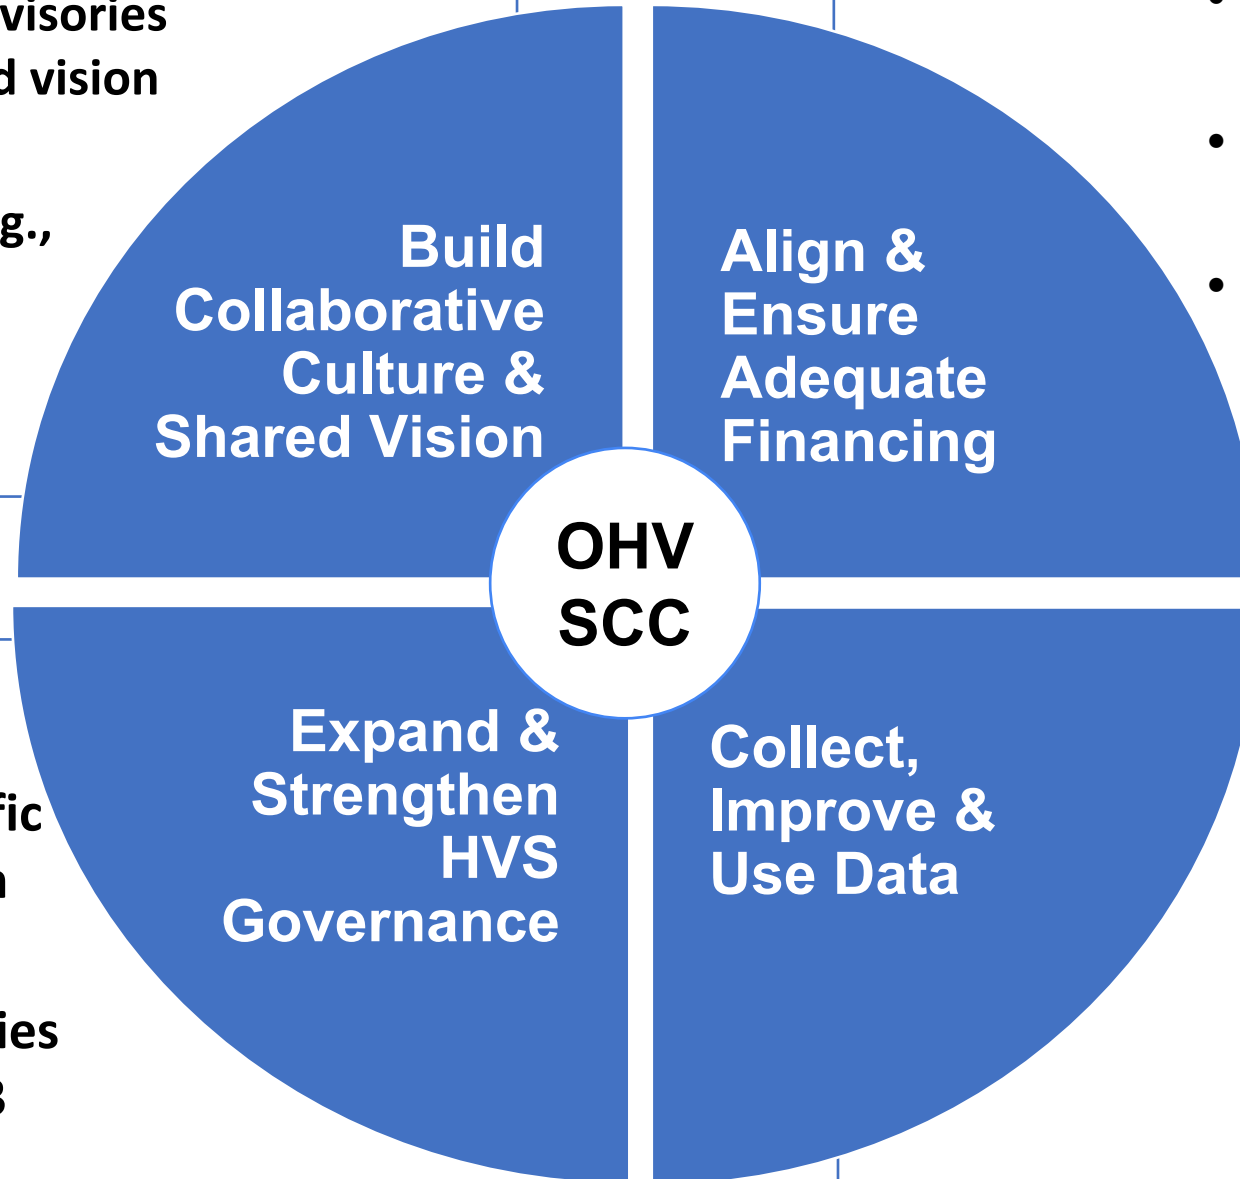 visories
d vision
g.,
Build
Collaborative
Culture &
Shared Vision
Align &
Ensure
Adequate
Financing
OHV
SCC
Expand &
Strengthen
HVS
Governance
Collect,
Improve &
Use Data
fic
n
ies
3